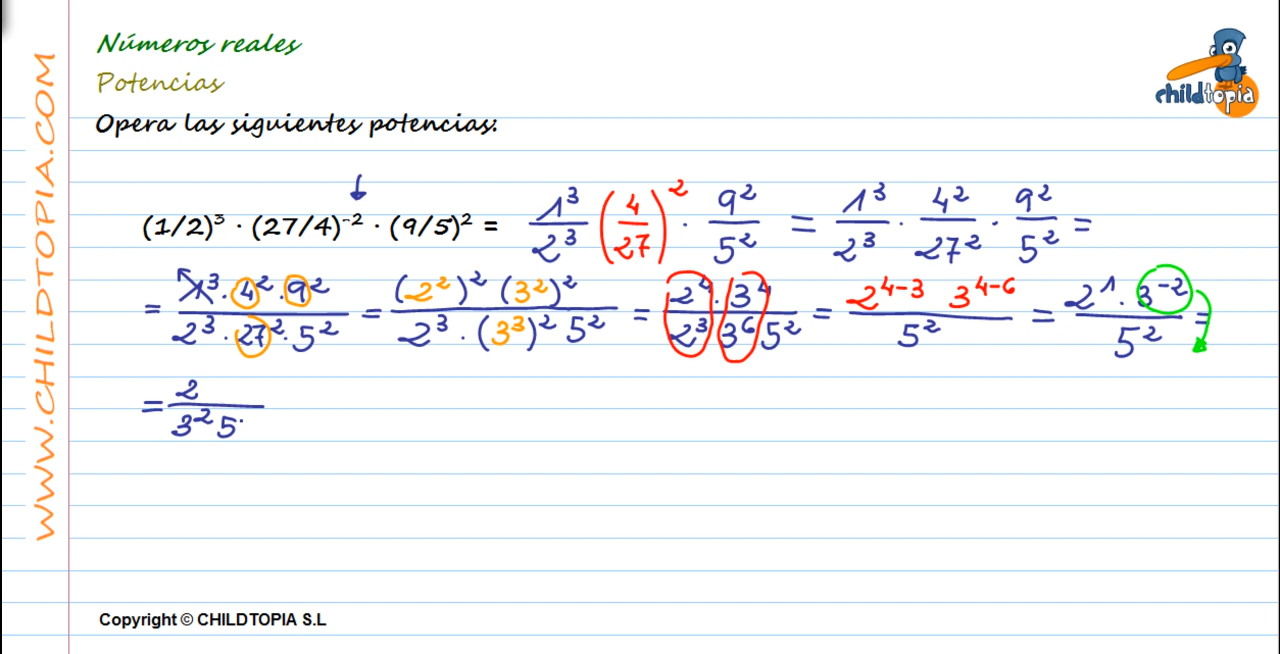 Números reales
Potencias
Opera las siguientes potencias:
childtopia
WWW.CHILDTOPIA.COM
(1/2)³ · (27/4)⁻² · (9/5)² = 1³/2³ (4/27)² · 9²/5² = 1³/2³ · 4²/27² · 9²/5² =
= 1³·4²·9²/2³·27²·5² = (2²)² (3²)²/2³·(3³)² 5² = 2⁴·3⁴/2³ 3⁶ 5² = 2⁴⁻³ 3⁴⁻⁶/5² = 2¹·3⁻²/5² =
= 2/3² 5·
Copyright © CHILDTOPIA S.L